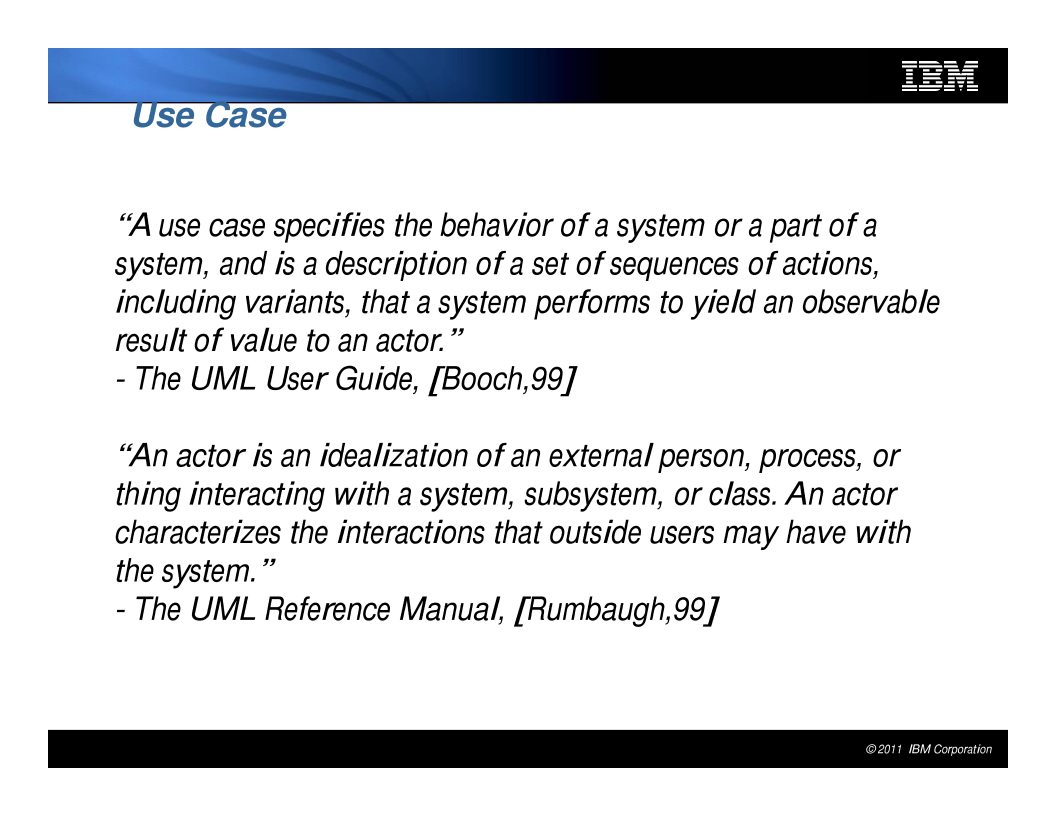 IBM
Use Case
“A use case specifies the behavior of a system or a part of a
system, and is a description of a set of sequences of actions,
including variants, that a system performs to yield an observable
result of value to an actor.”
- The UML User Guide, [Booch,99]
“An actor is an idealization of an external person, process, or
thing interacting with a system, subsystem, or class. An actor
characterizes the interactions that outside users may have with
the system.”
- The UML Reference Manual, [Rumbaugh,99]
© 2011 IBM Corporation